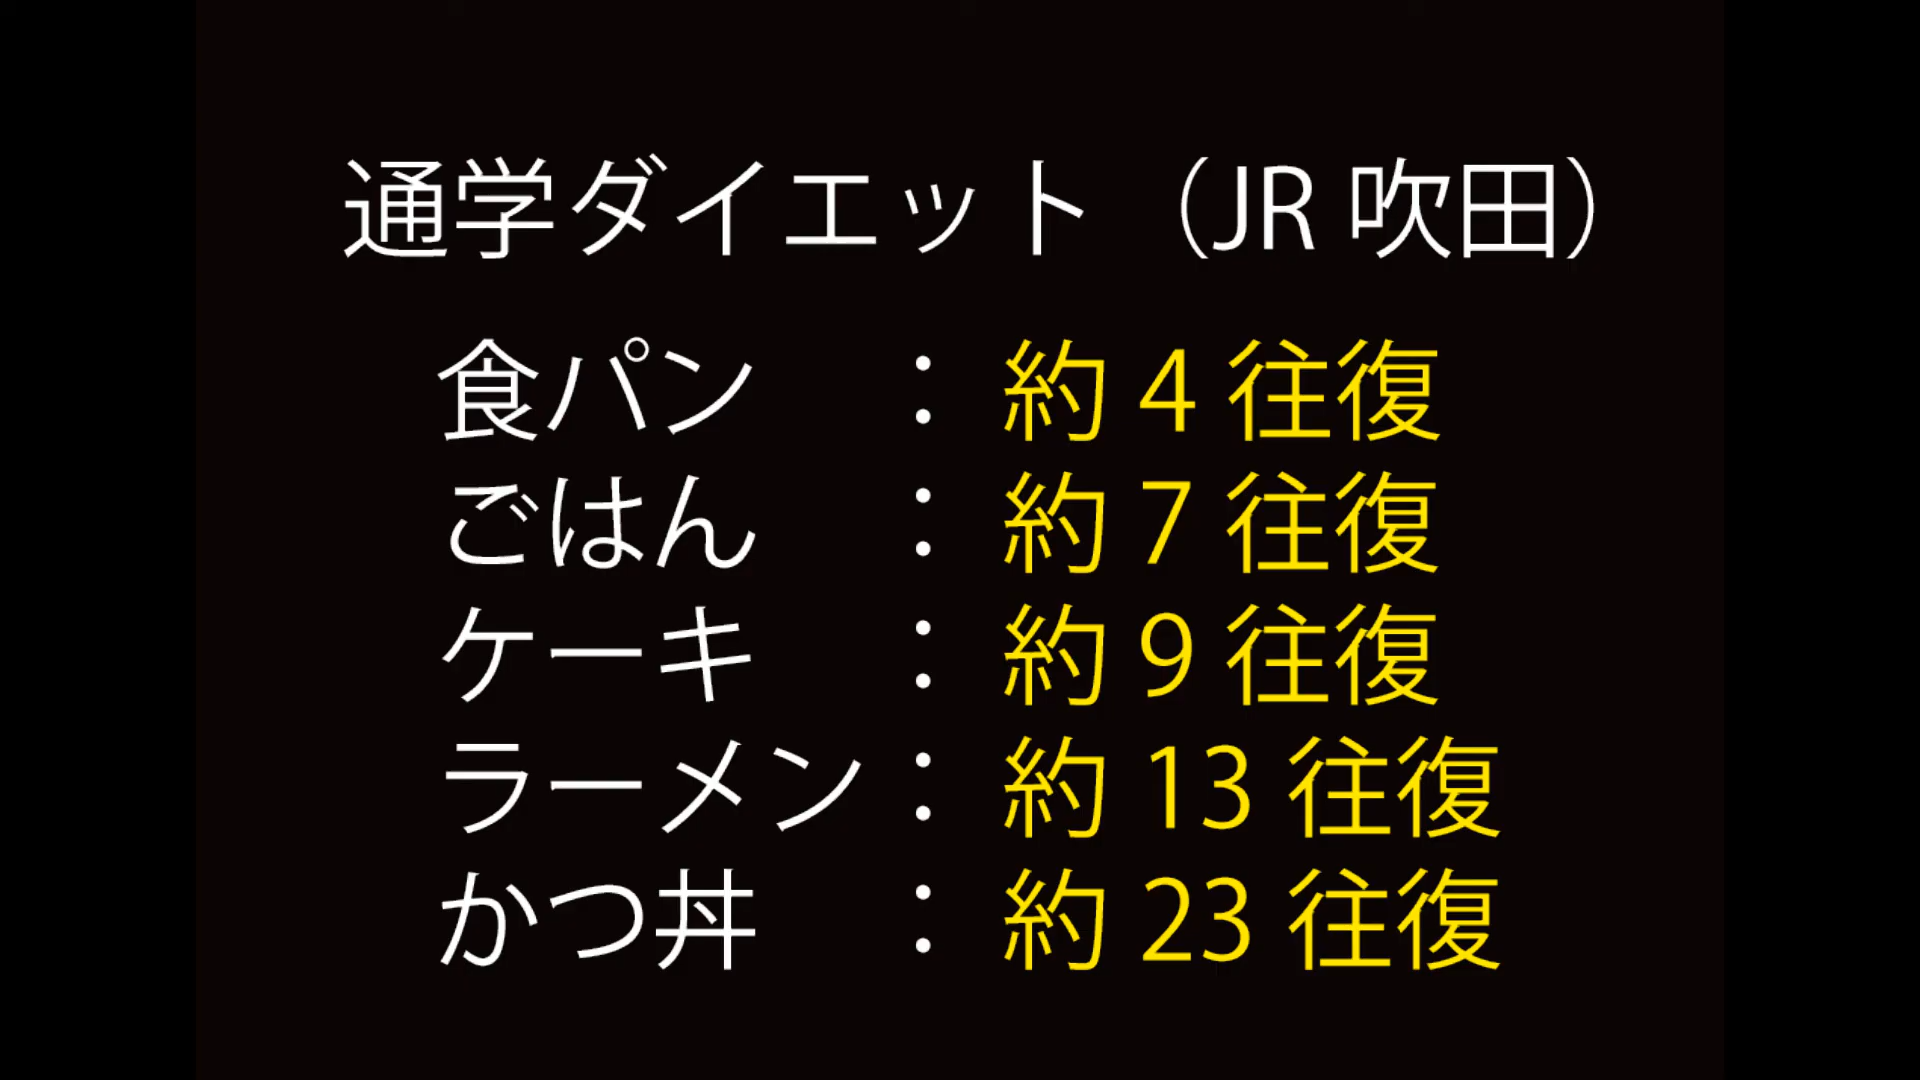 通学ダイエット（JR 吹田）
食パン　：約 4 往復
ごはん　：約 7 往復
ケーキ　：約 9 往復
ラーメン：約 13 往復
かつ丼　：約 23 往復